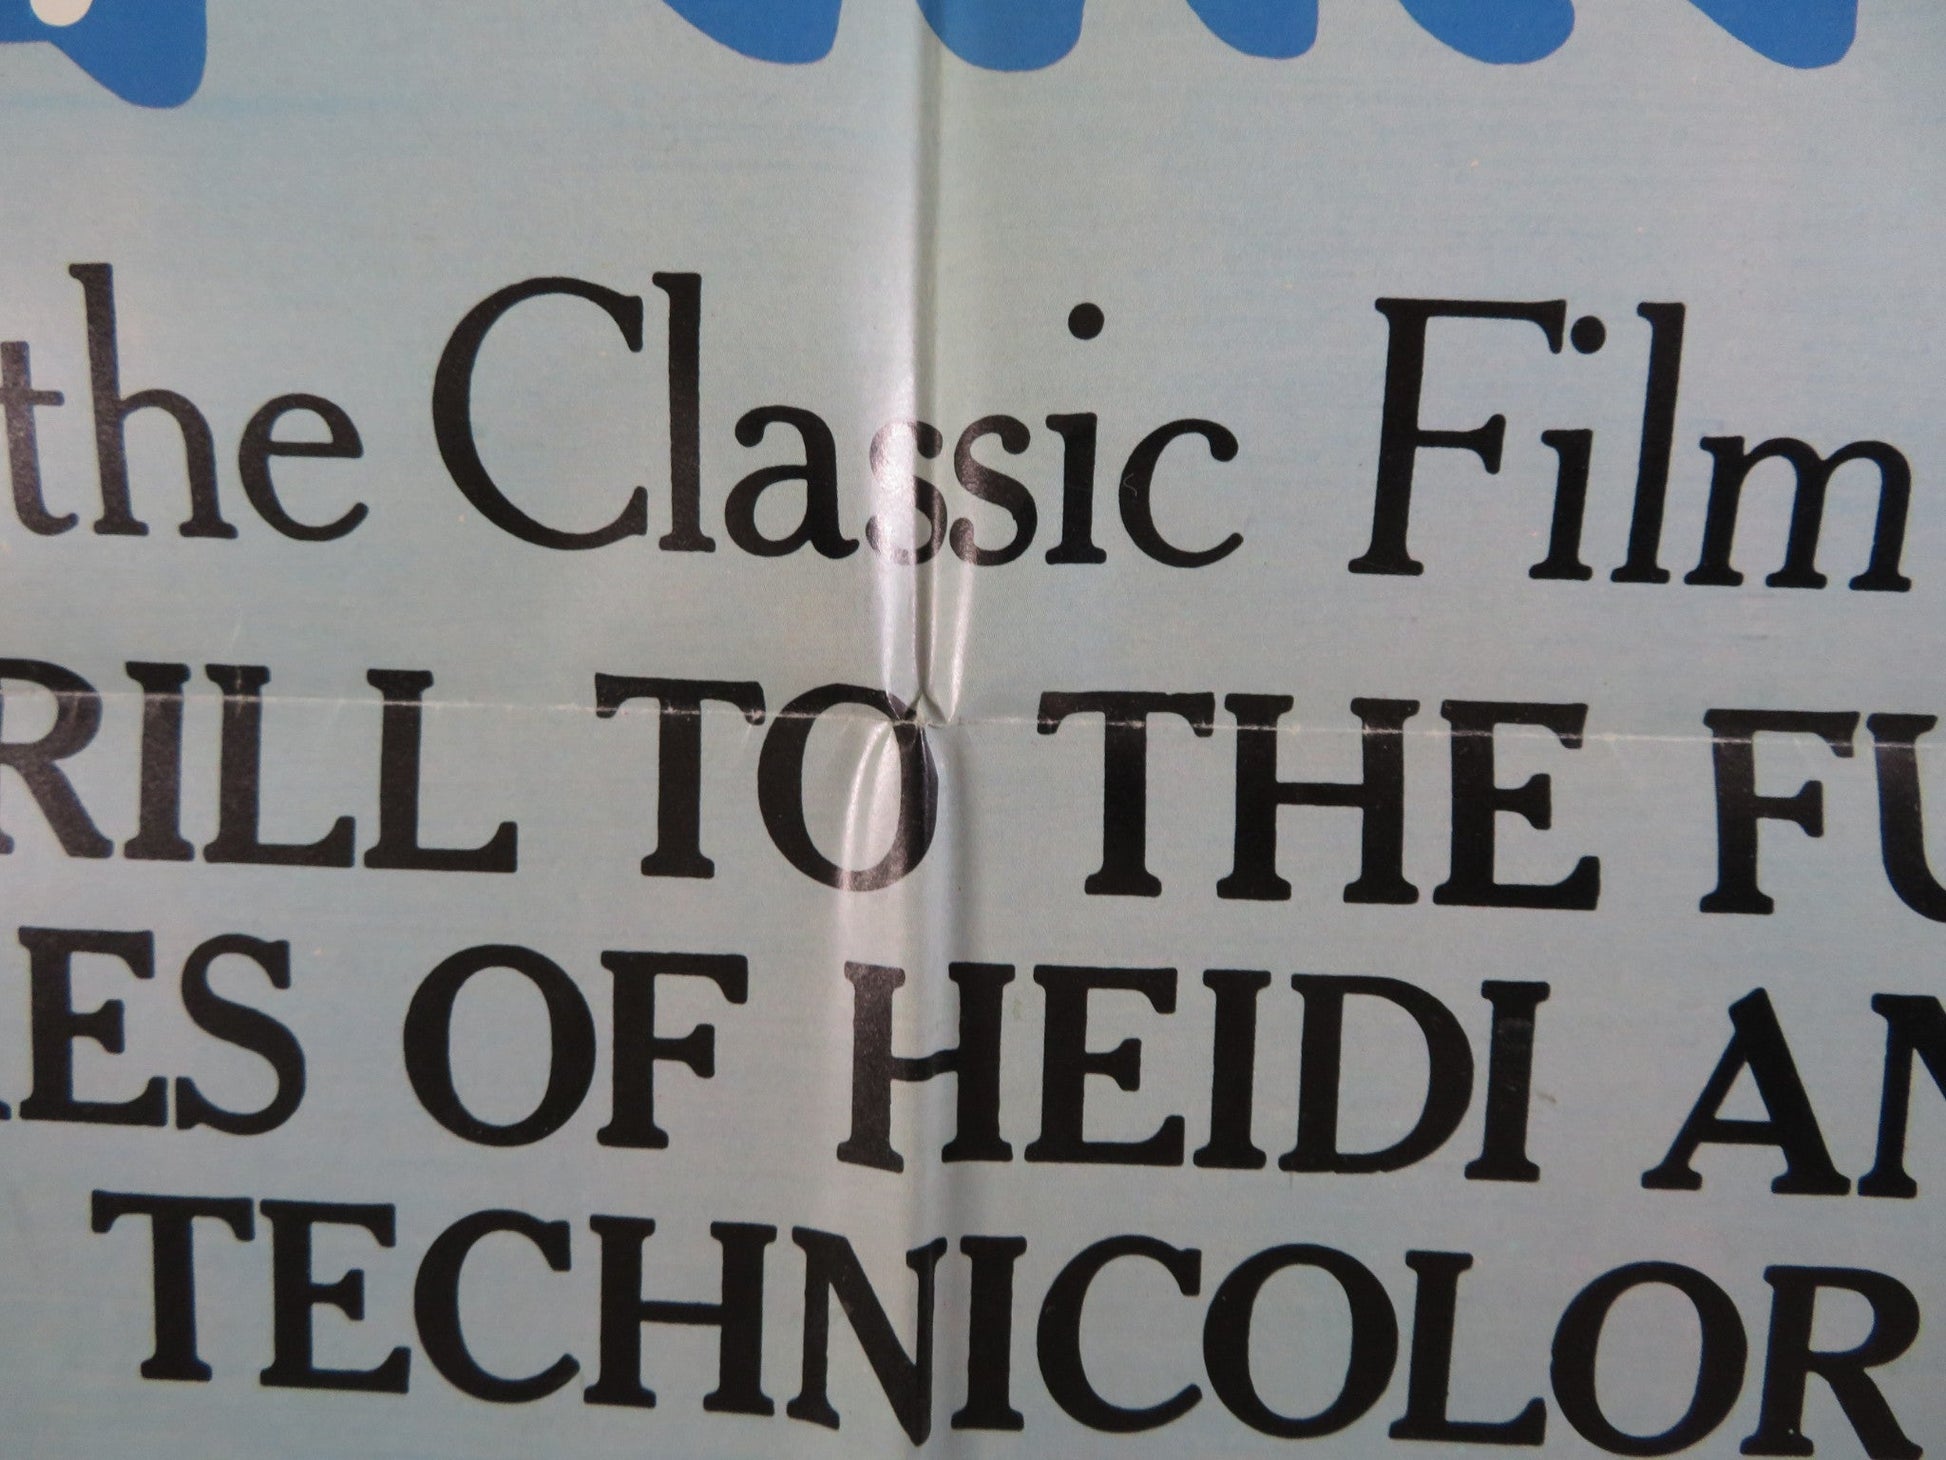 the Classic Film
RILL TO THE FU
ES OF HEIDI AN
TECHNICOLOR